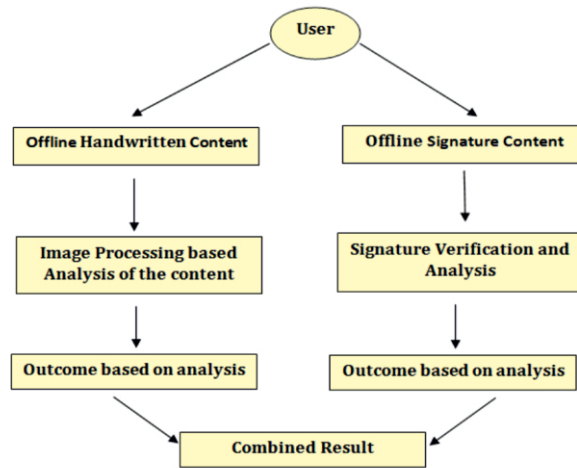 User
Offline Handwritten Content
Offline Signature Content
Image Processing based
Analysis of the content
Signature Verification and
Analysis
Outcome based on analysis
Outcome based on analysis
Combined Result